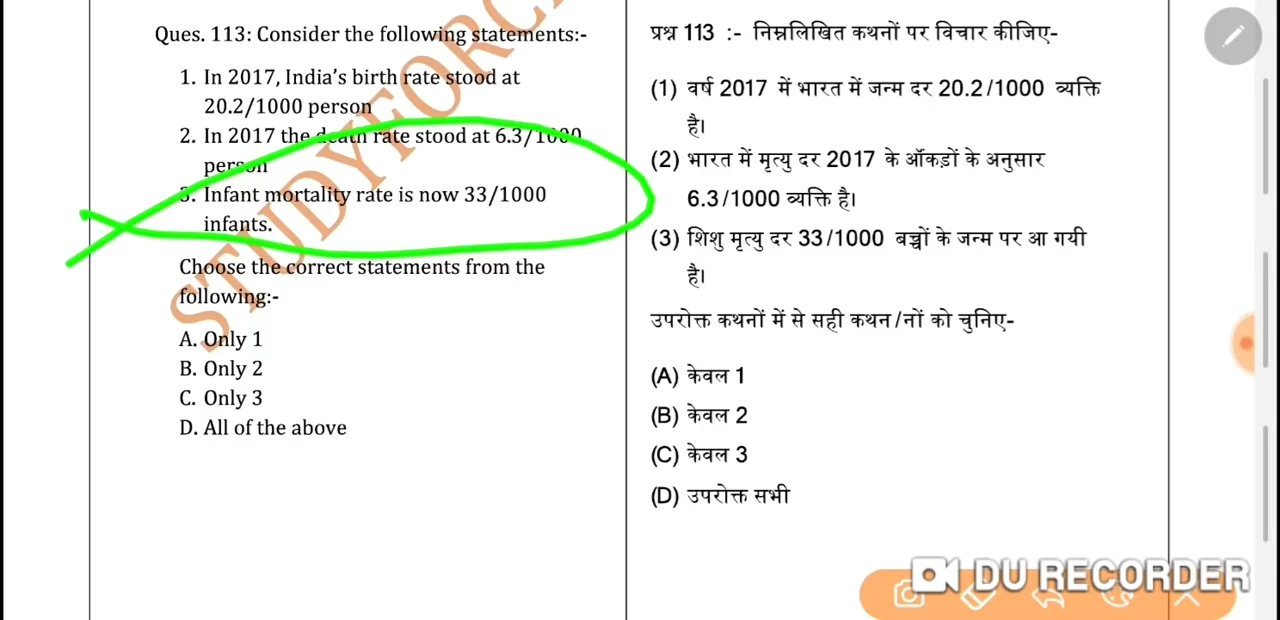 Ques. 113: Consider the following statements:-
1. In 2017, India's birth rate stood at
20.2/1000 person
2. In 2017 the death rate stood at 6.3/1000
person
3. Infant mortality rate is now 33/1000
infants.
Choose the correct statements from the
following:-
A. Only 1
B. Only 2
C. Only 3
D. All of the above
प्रश्न 113 :- निम्नलिखित कथनों पर विचार कीजिए-
(1) वर्ष 2017 में भारत में जन्म दर 20.2/1000 व्यक्ति
है।
(2) भारत में मृत्यु दर 2017 के ऑकड़ों के अनुसार
6.3/1000 व्यक्ति है।
(3) शिशु मृत्यु दर 33/1000 बच्चों के जन्म पर आ गयी
है।
उपरोक्त कथनों में से सही कथन/नों को चुनिए-
(A) केवल 1
(B) केवल 2
(C) केवल 3
(D) उपरोक्त सभी
STUDYFORC
DU RECORDER